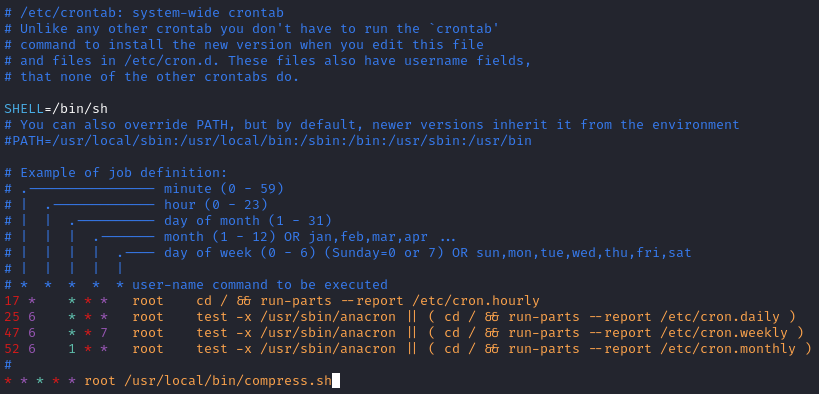 # /etc/crontab: system-wide crontab
# Unlike any other crontab you don't have to run the `crontab'
# command to install the new version when you edit this file
# and files in /etc/cron.d. These files also have username fields,
# that none of the other crontabs do.

SHELL=/bin/sh
# You can also override PATH, but by default, newer versions inherit it from the environment
#PATH=/usr/local/sbin:/usr/local/bin:/sbin:/bin:/usr/sbin:/usr/bin

# Example of job definition:
# .---------------- minute (0 - 59)
# |  .------------- hour (0 - 23)
# |  |  .---------- day of month (1 - 31)
# |  |  |  .------- month (1 - 12) OR jan,feb,mar,apr ...
# |  |  |  |  .---- day of week (0 - 6) (Sunday=0 or 7) OR sun,mon,tue,wed,thu,fri,sat
# |  |  |  |  |
# *  *  *  *  * user-name command to be executed
17 *    * * *   root    cd / && run-parts --report /etc/cron.hourly
25 6    * * *   root    test -x /usr/sbin/anacron || ( cd / && run-parts --report /etc/cron.daily )
47 6    * * 7   root    test -x /usr/sbin/anacron || ( cd / && run-parts --report /etc/cron.weekly )
52 6    1 * *   root    test -x /usr/sbin/anacron || ( cd / && run-parts --report /etc/cron.monthly )
#
* * * * * root /usr/local/bin/compress.sh